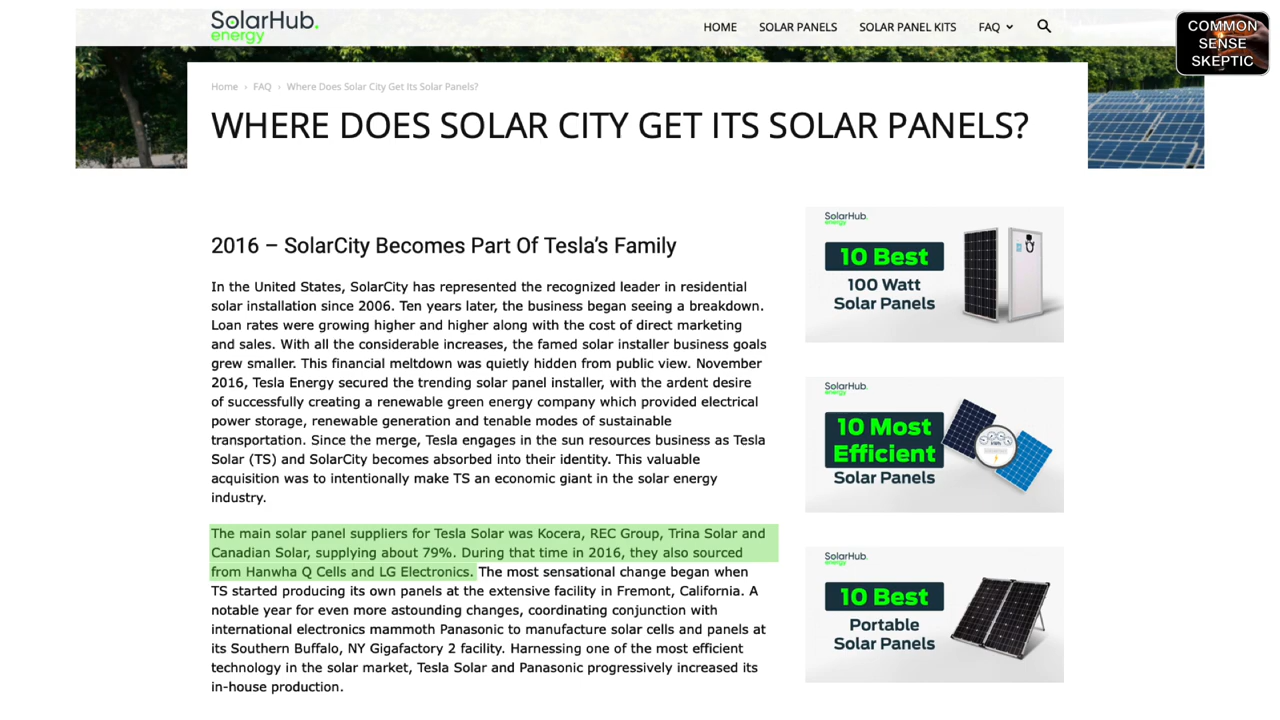 SolarHub.
energy
HOME SOLAR PANELS SOLAR PANEL KITS FAQ
COMMON
SENSE
SKEPTIC
Home › FAQ › Where Does Solar City Get Its Solar Panels?
WHERE DOES SOLAR CITY GET ITS SOLAR PANELS?
2016 – SolarCity Becomes Part Of Tesla's Family
In the United States, SolarCity has represented the recognized leader in residential
solar installation since 2006. Ten years later, the business began seeing a breakdown.
Loan rates were growing higher and higher along with the cost of direct marketing
and sales. With all the considerable increases, the famed solar installer business goals
grew smaller. This financial meltdown was quietly hidden from public view. November
2016, Tesla Energy secured the trending solar panel installer, with the ardent desire
of successfully creating a renewable green energy company which provided electrical
power storage, renewable generation and tenable modes of sustainable
transportation. Since the merge, Tesla engages in the sun resources business as Tesla
Solar (TS) and SolarCity becomes absorbed into their identity. This valuable
acquisition was to intentionally make TS an economic giant in the solar energy
industry.
The main solar panel suppliers for Tesla Solar was Kocera, REC Group, Trina Solar and
Canadian Solar, supplying about 79%. During that time in 2016, they also sourced
from Hanwha Q Cells and LG Electronics. The most sensational change began when
TS started producing its own panels at the extensive facility in Fremont, California. A
notable year for even more astounding changes, coordinating conjunction with
international electronics mammoth Panasonic to manufacture solar cells and panels at
its Southern Buffalo, NY Gigafactory 2 facility. Harnessing one of the most efficient
technology in the solar market, Tesla Solar and Panasonic progressively increased its
in-house production.
SolarHub.
energy
10 Best
100 Watt
Solar Panels
SolarHub.
energy
10 Most
Efficient
Solar Panels
SolarHub.
energy
10 Best
Portable
Solar Panels